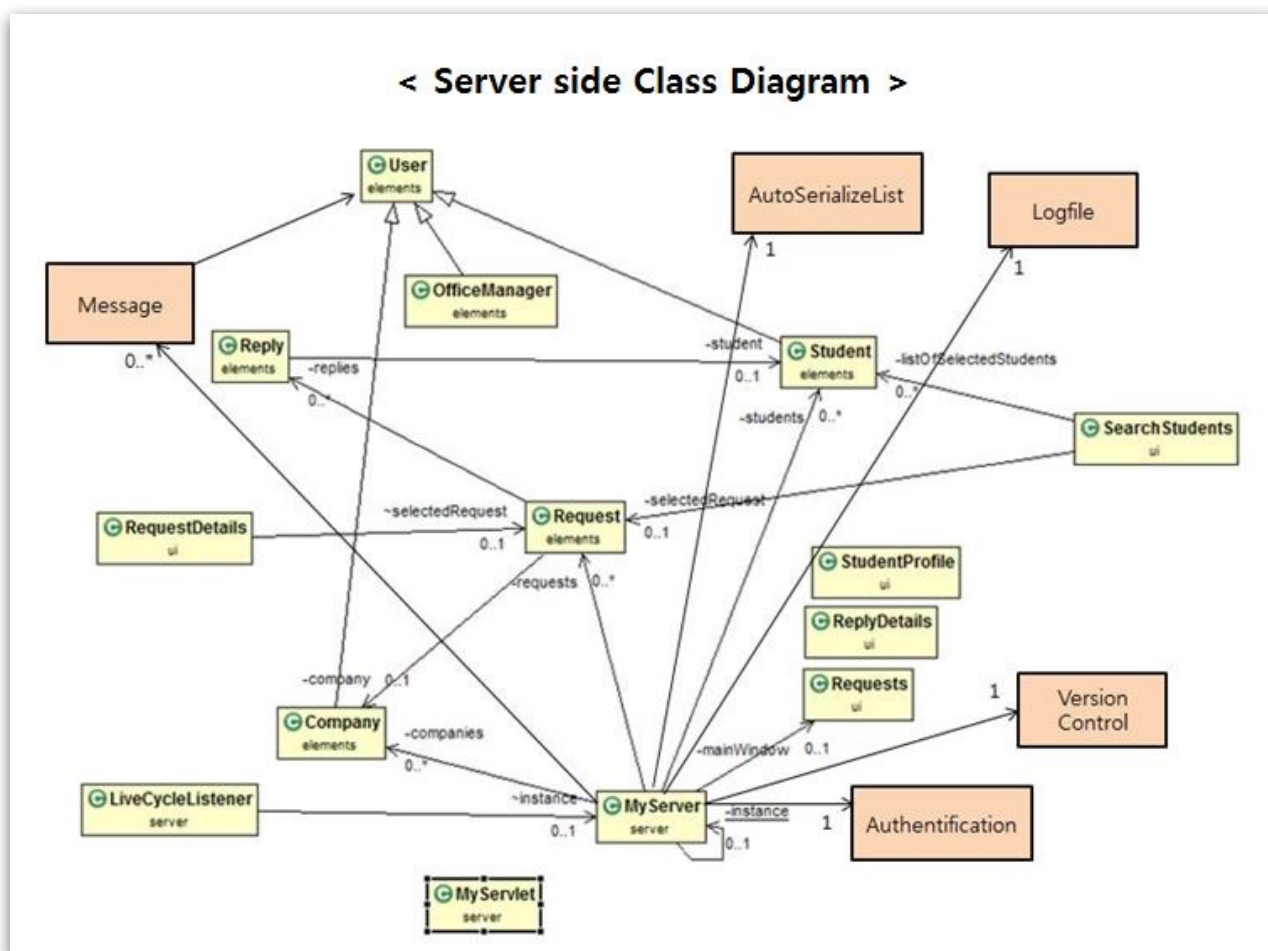 < Server side Class Diagram >
User
elements
AutoSerializeList
1
Logfile
1
Message
0..*
OfficeManager
elements
Reply
elements
-replies
0..*
-student
0..1
Student
elements
-listOfSelectedStudents
0..*
-students
0..*
SearchStudents
ui
RequestDetails
ui
~selectedRequest
0..1
Request
elements
-selectedRequest
0..1
-requests
0..*
StudentProfile
ui
ReplyDetails
ui
Requests
ui
-company
0..1
Company
elements
-companies
0..*
-mainWindow
0..1
1
Version
Control
LiveCycleListener
server
~instance
0..1
MyServer
server
-instance
0..1
1
Authentification
MyServlet
server